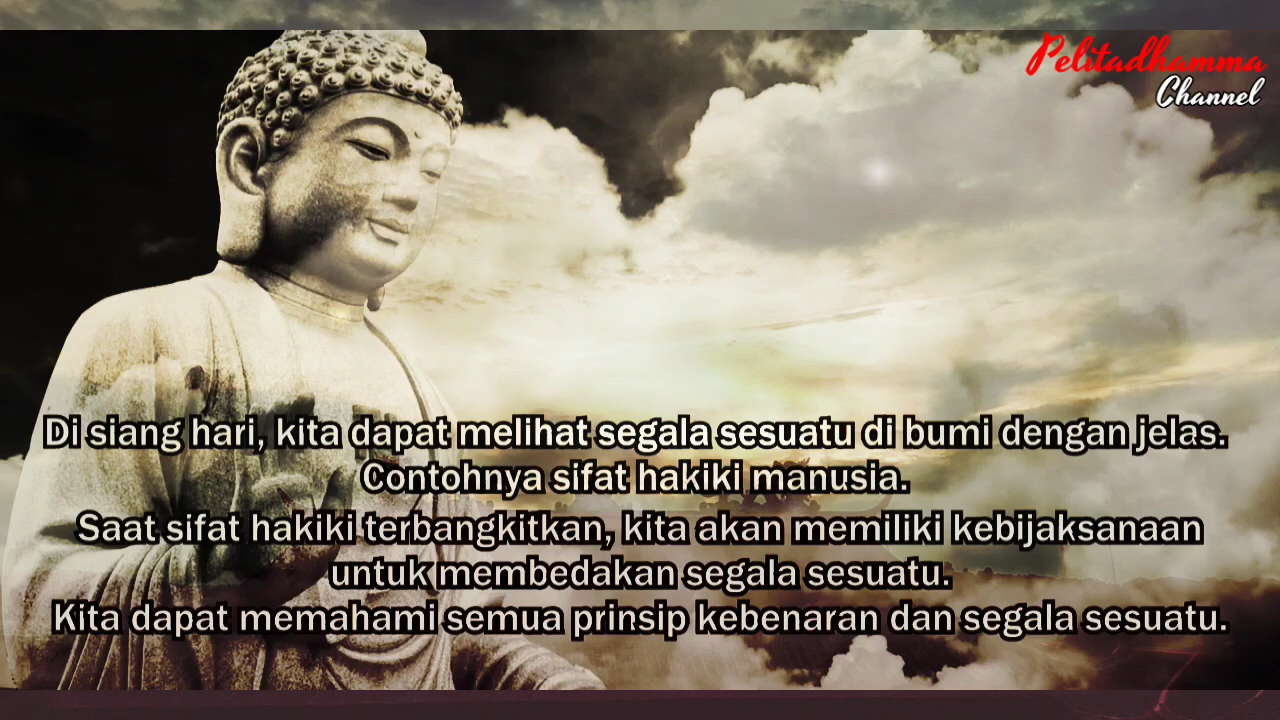 Pelitadhamma
Channel
Di siang hari, kita dapat melihat segala sesuatu di bumi dengan jelas.
Contohnya sifat hakiki manusia.
Saat sifat hakiki terbangkitkan, kita akan memiliki kebijaksanaan
untuk membedakan segala sesuatu.
Kita dapat memahami semua prinsip kebenaran dan segala sesuatu.